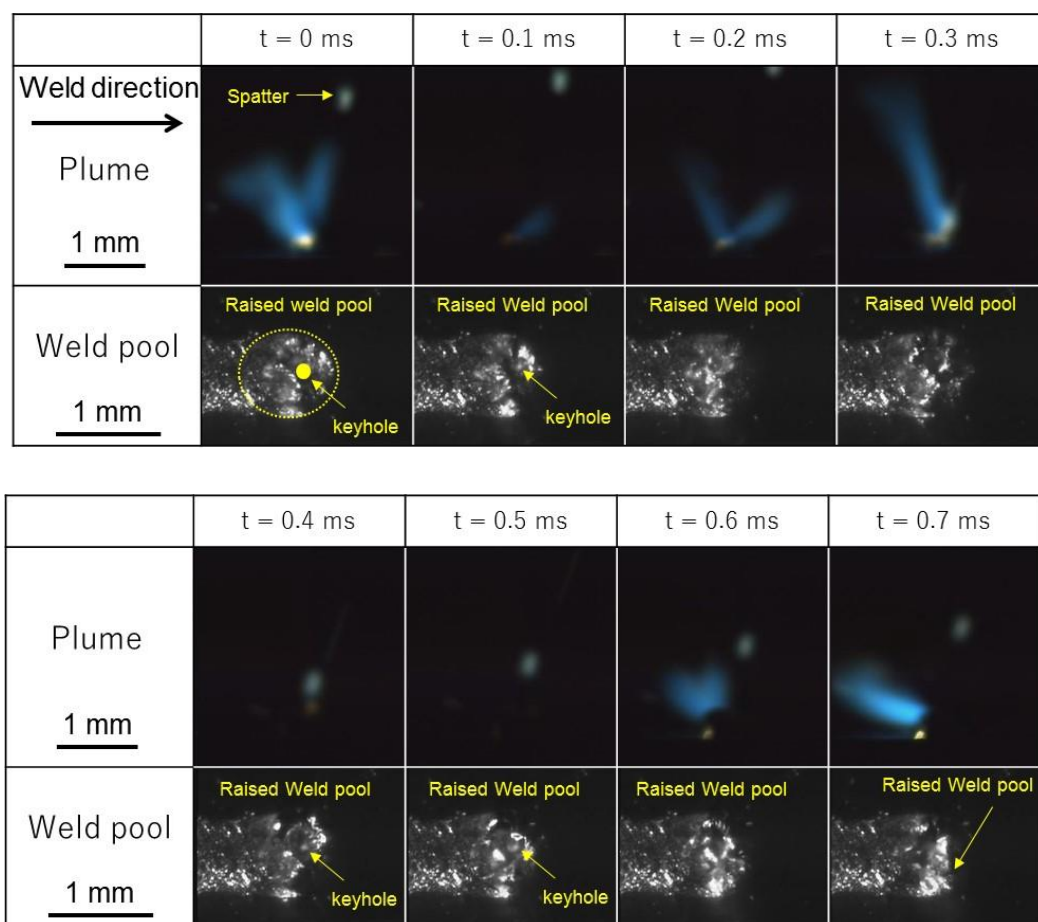 t = 0 ms
t = 0.1 ms
t = 0.2 ms
t = 0.3 ms
Weld direction
Plume
1 mm
Spatter
Weld pool
1 mm
Raised weld pool
keyhole
Raised Weld pool
keyhole
Raised Weld pool
Raised Weld pool
t = 0.4 ms
t = 0.5 ms
t = 0.6 ms
t = 0.7 ms
Plume
1 mm
Weld pool
1 mm
Raised Weld pool
keyhole
Raised Weld pool
keyhole
Raised Weld pool
Raised Weld pool